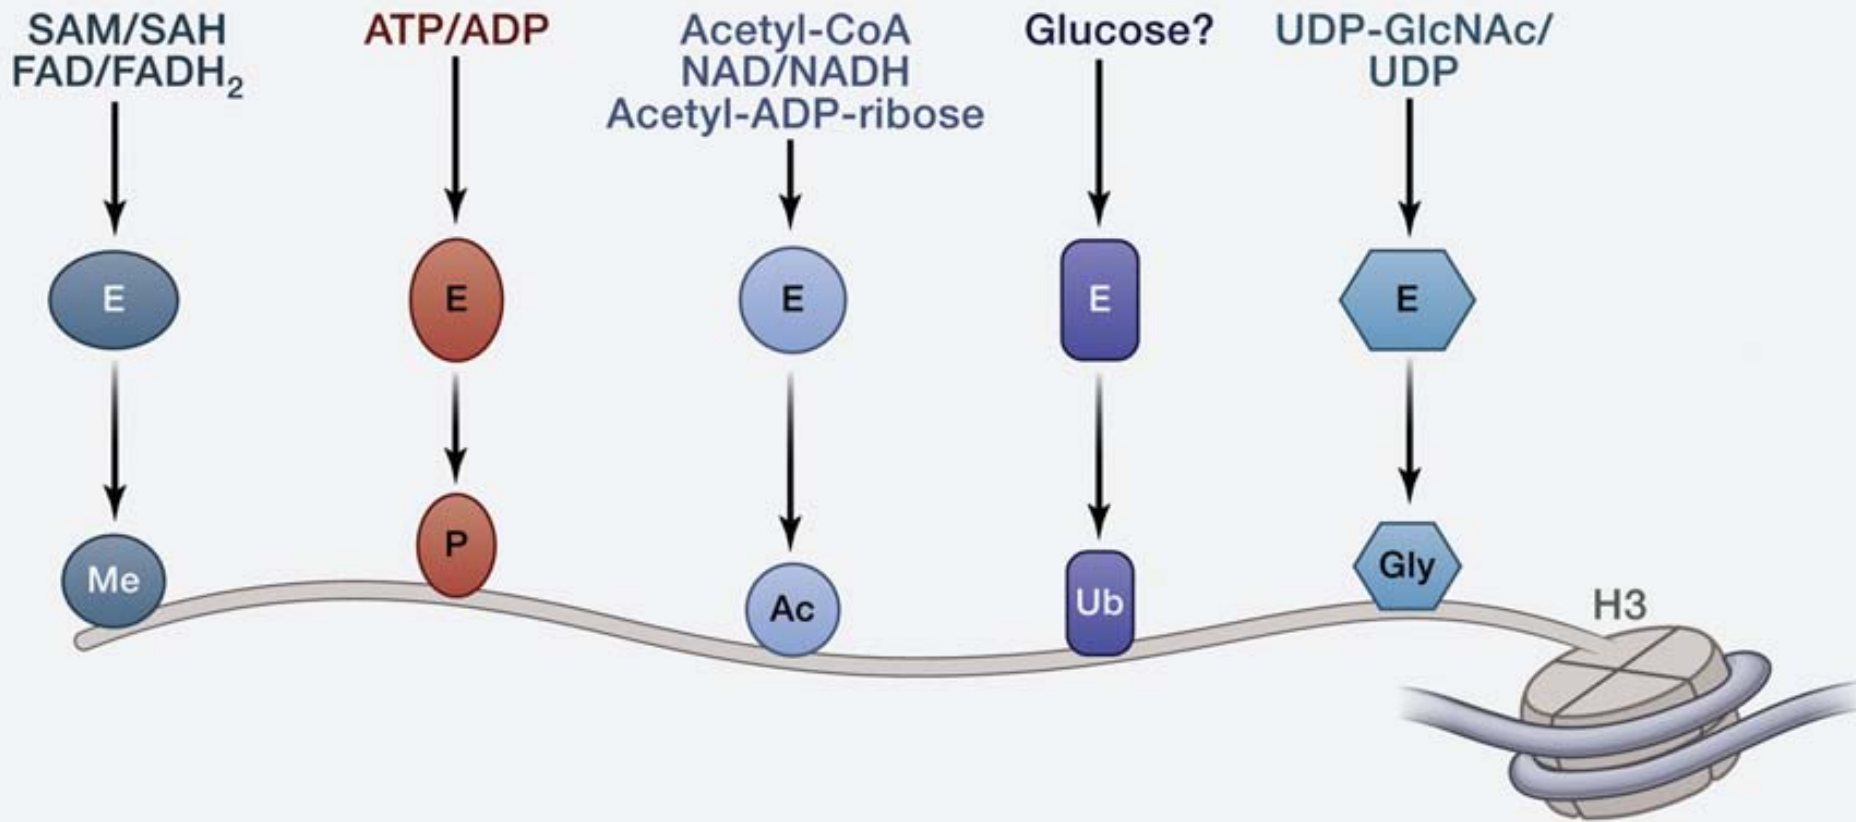 SAM/SAH
FAD/FADH₂
ATP/ADP
Acetyl-CoA
NAD/NADH
Acetyl-ADP-ribose
Glucose?
UDP-GlcNAc/
UDP
E
E
E
E
E
Me
P
Ac
Ub
Gly
H3